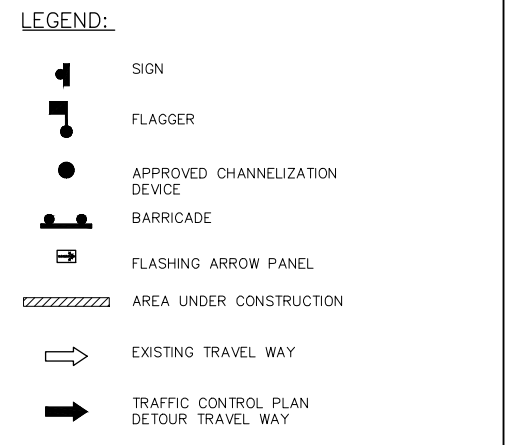 LEGEND:
SIGN
FLAGGER
APPROVED CHANNELIZATION
DEVICE
BARRICADE
FLASHING ARROW PANEL
AREA UNDER CONSTRUCTION
EXISTING TRAVEL WAY
TRAFFIC CONTROL PLAN
DETOUR TRAVEL WAY